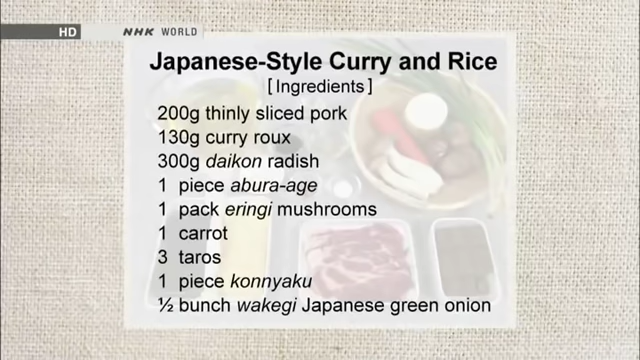 HD
NHK WORLD
Japanese-Style Curry and Rice
[ Ingredients ]
200g thinly sliced pork
130g curry roux
300g daikon radish
1 piece abura-age
1 pack eringi mushrooms
1 carrot
3 taros
1 piece konnyaku
½ bunch wakegi Japanese green onion